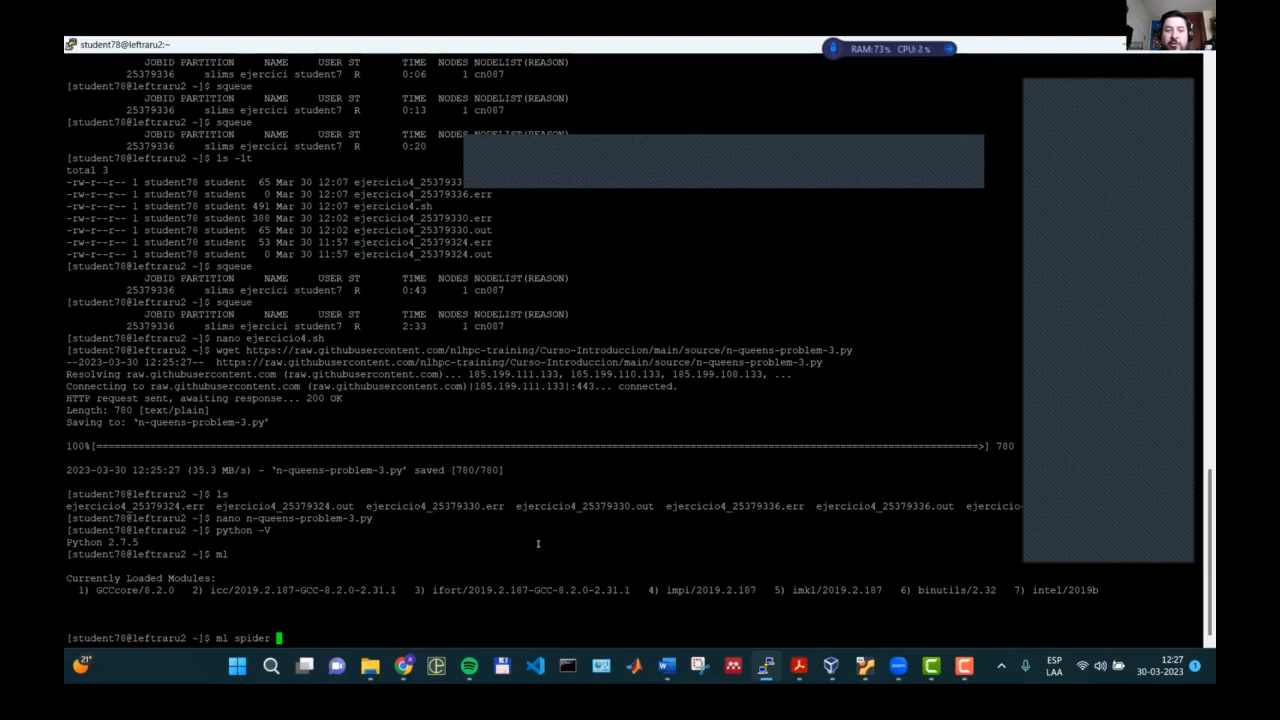 student78@leftraru2:~
RAM:73% CPU:2%
JOBID PARTITION NAME USER ST TIME NODES NODELIST(REASON)
25379336 slims ejercici student7 R 0:06 1 cn087
[student78@leftraru2 ~]$ squeue
JOBID PARTITION NAME USER ST TIME NODES NODELIST(REASON)
25379336 slims ejercici student7 R 0:13 1 cn087
[student78@leftraru2 ~]$ squeue
JOBID PARTITION NAME USER ST TIME NODES NODELIST(REASON)
25379336 slims ejercici student7 R 0:20
[student78@leftraru2 ~]$ ls -lt
total 3
-rw-r--r-- 1 student78 student 65 Mar 30 12:07 ejercicio4_2537933
-rw-r--r-- 1 student78 student 0 Mar 30 12:07 ejercicio4_25379336.err
-rw-r--r-- 1 student78 student 491 Mar 30 12:07 ejercicio4.sh
-rw-r--r-- 1 student78 student 388 Mar 30 12:02 ejercicio4_25379330.err
-rw-r--r-- 1 student78 student 65 Mar 30 12:02 ejercicio4_25379330.out
-rw-r--r-- 1 student78 student 53 Mar 30 11:57 ejercicio4_25379324.err
-rw-r--r-- 1 student78 student 0 Mar 30 11:57 ejercicio4_25379324.out
[student78@leftraru2 ~]$ squeue
JOBID PARTITION NAME USER ST TIME NODES NODELIST(REASON)
25379336 slims ejercici student7 R 0:43 1 cn087
[student78@leftraru2 ~]$ squeue
JOBID PARTITION NAME USER ST TIME NODES NODELIST(REASON)
25379336 slims ejercici student7 R 2:33 1 cn087
[student78@leftraru2 ~]$ nano ejercicio4.sh
[student78@leftraru2 ~]$ wget https://raw.githubusercontent.com/nlhpc-training/Curso-Introduccion/main/source/n-queens-problem-3.py
--2023-03-30 12:25:27-- https://raw.githubusercontent.com/nlhpc-training/Curso-Introduccion/main/source/n-queens-problem-3.py
Resolving raw.githubusercontent.com (raw.githubusercontent.com)... 185.199.111.133, 185.199.110.133, 185.199.108.133, ...
Connecting to raw.githubusercontent.com (raw.githubusercontent.com)|185.199.111.133|:443... connected.
HTTP request sent, awaiting response... 200 OK
Length: 780 [text/plain]
Saving to: ‘n-queens-problem-3.py’
100%[=====================================================================================================================>] 780
2023-03-30 12:25:27 (35.3 MB/s) - ‘n-queens-problem-3.py’ saved [780/780]
[student78@leftraru2 ~]$ ls
ejercicio4_25379324.err ejercicio4_25379324.out ejercicio4_25379330.err ejercicio4_25379330.out ejercicio4_25379336.err ejercicio4_25379336.out ejercicio
[student78@leftraru2 ~]$ nano n-queens-problem-3.py
[student78@leftraru2 ~]$ python -V
Python 2.7.5
[student78@leftraru2 ~]$ ml
Currently Loaded Modules:
1) GCCcore/8.2.0 2) icc/2019.2.187-GCC-8.2.0-2.31.1 3) ifort/2019.2.187-GCC-8.2.0-2.31.1 4) impi/2019.2.187 5) imkl/2019.2.187 6) binutils/2.32 7) intel/2019b
[student78@leftraru2 ~]$ ml spider
21°
ESP
LAA
12:27
30-03-2023
1